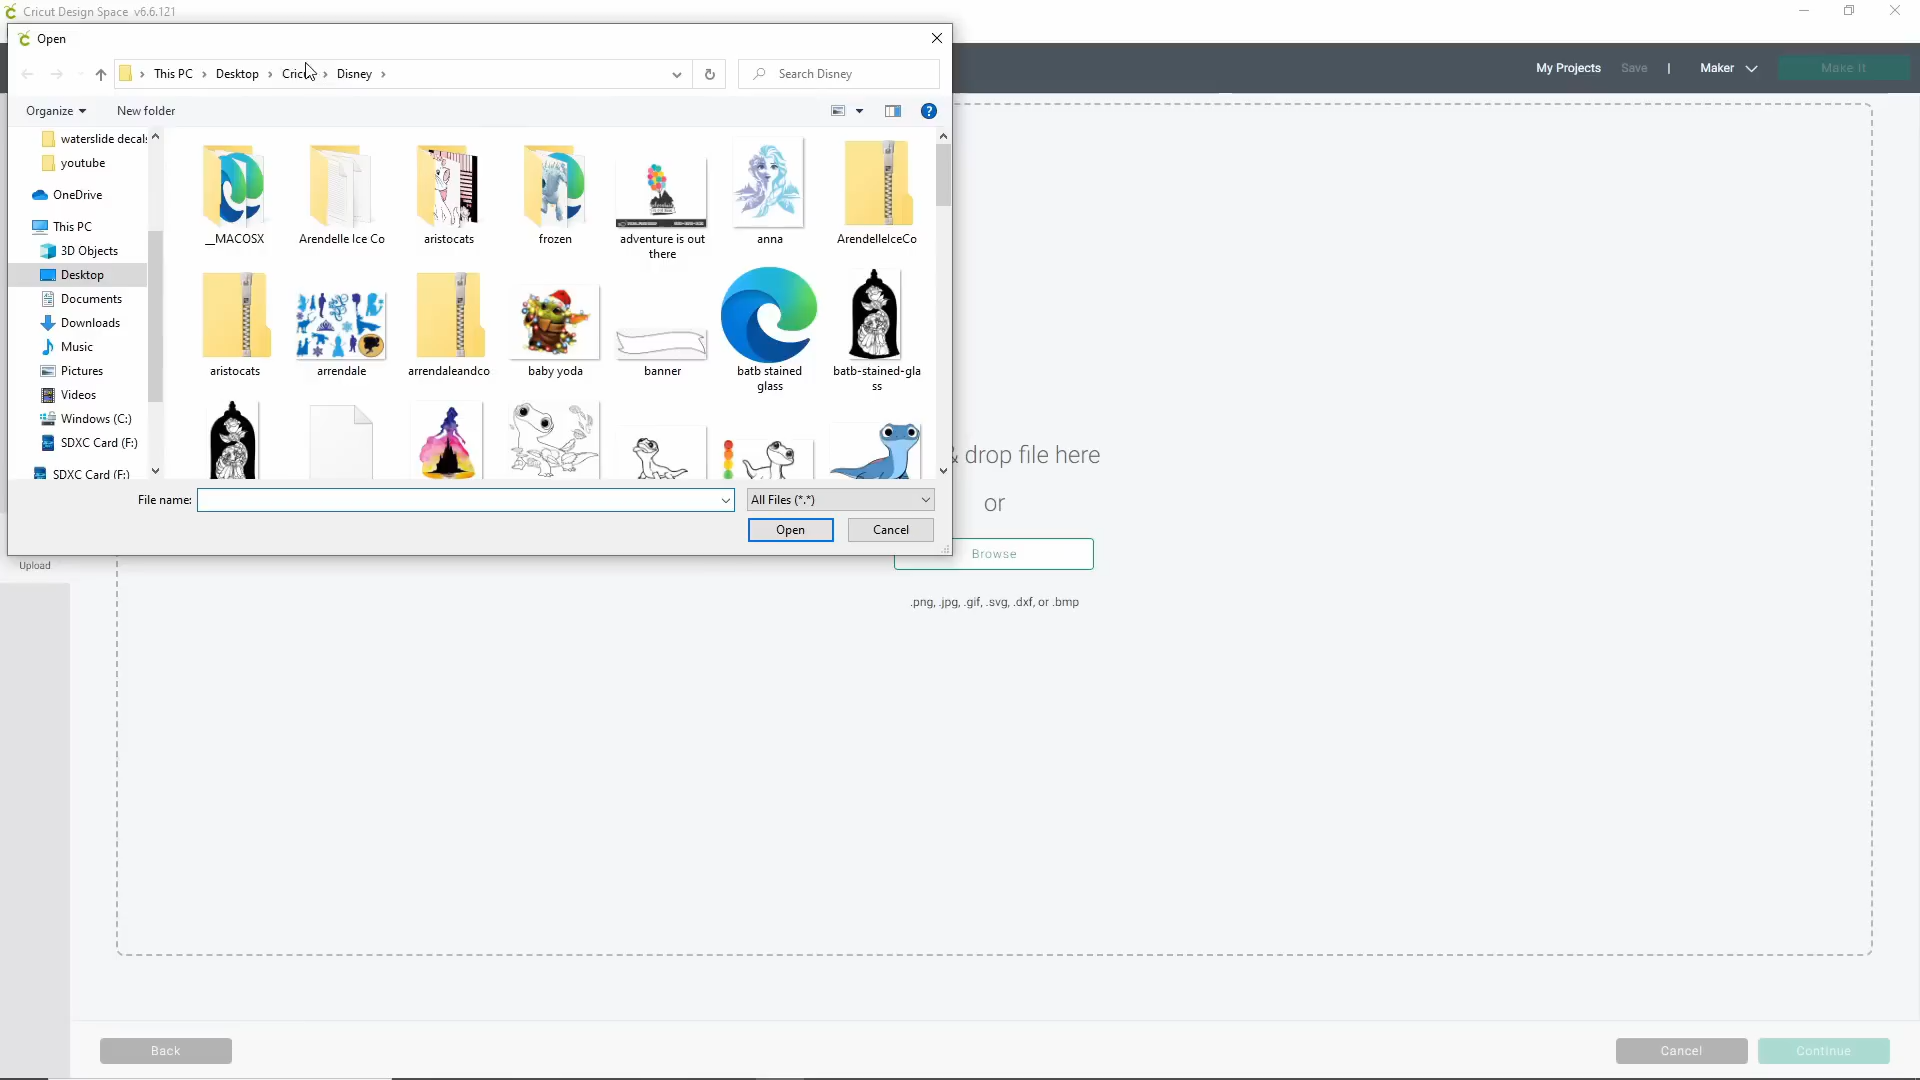 Cricut Design Space v6.6.121
Open
This PC > Desktop > Cricut > Disney >
Search Disney
My Projects Save | Maker Make It
Organize New folder
waterslide decals
youtube
OneDrive
This PC
3D Objects
Desktop
Documents
Downloads
Music
Pictures
Videos
Windows (C:)
SDXC Card (F:)
SDXC Card (F:)
__MACOSX
Arendelle Ice Co
aristocats
frozen
adventure is out
there
anna
ArendelleIceCo
aristocats
arrendale
arrendaleandco
baby yoda
banner
batb stained
glass
batb-stained-gla
ss
File name:
All Files (*.*)
Open Cancel
& drop file here
or
Browse
.png, .jpg, .gif, .svg, .dxf, or .bmp
Upload
Back
Cancel
Continue